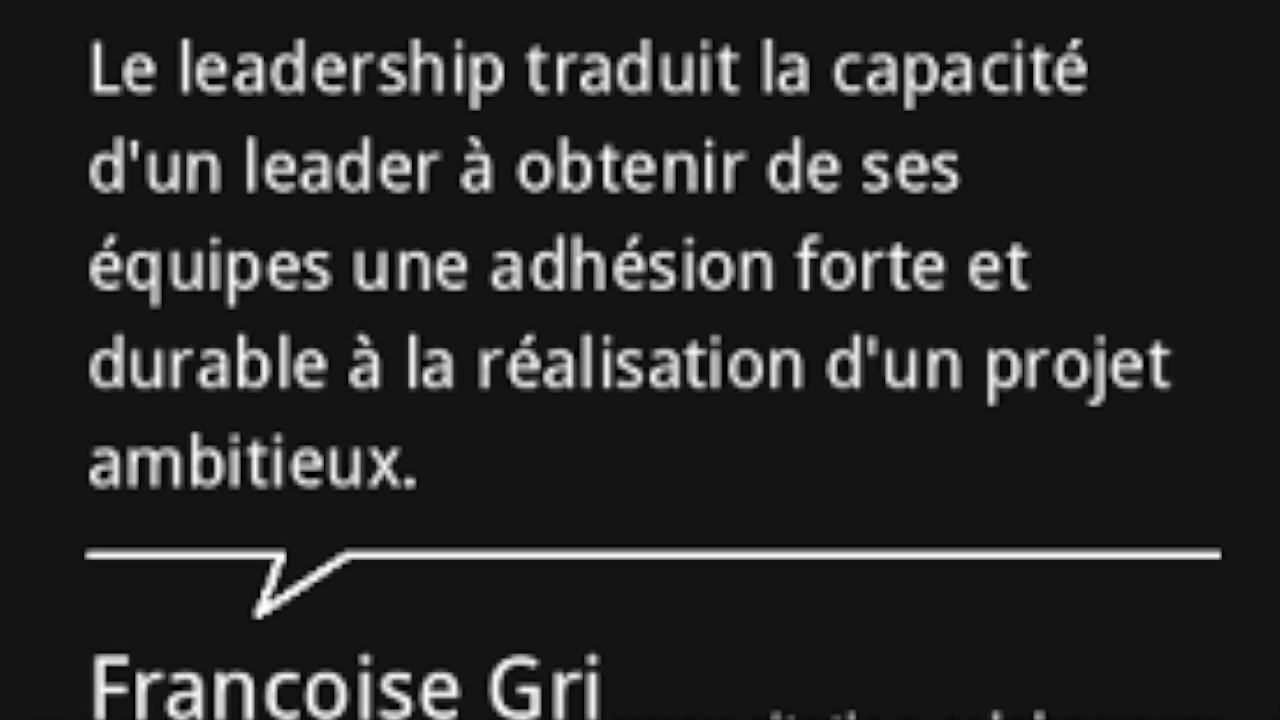 Le leadership traduit la capacité
d'un leader à obtenir de ses
équipes une adhésion forte et
durable à la réalisation d'un projet
ambitieux.
Françoise Gri